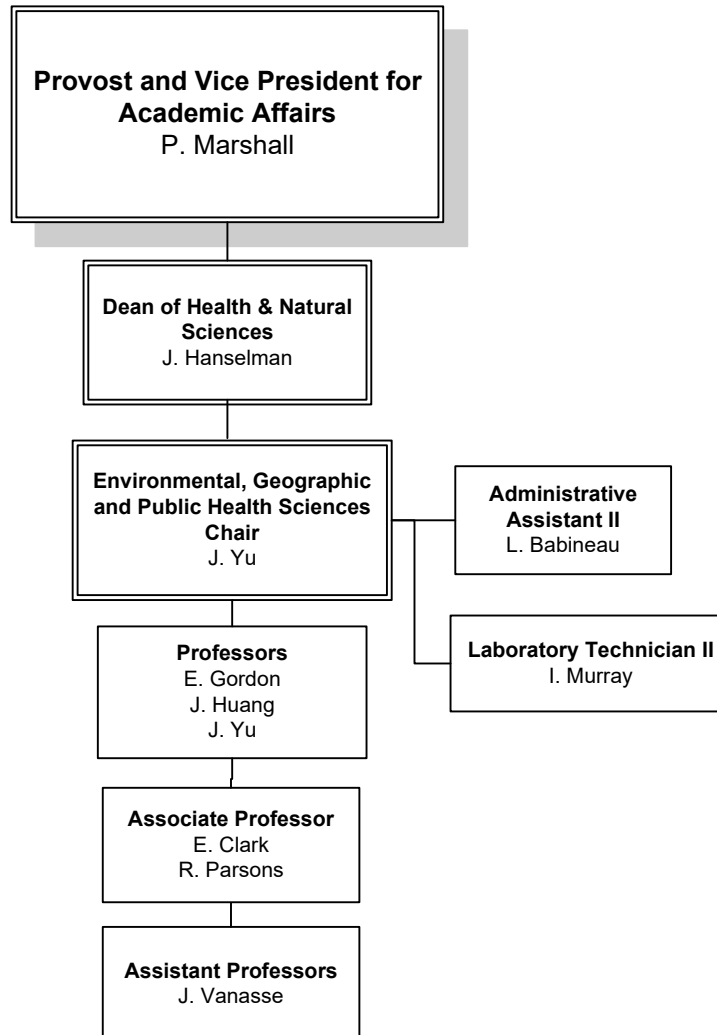 Provost and Vice President for
Academic Affairs
P. Marshall
Dean of Health & Natural
Sciences
J. Hanselman
Environmental, Geographic
and Public Health Sciences
Chair
J. Yu
Administrative
Assistant II
L. Babineau
Laboratory Technician II
I. Murray
Professors
E. Gordon
J. Huang
J. Yu
Associate Professor
E. Clark
R. Parsons
Assistant Professors
J. Vanasse